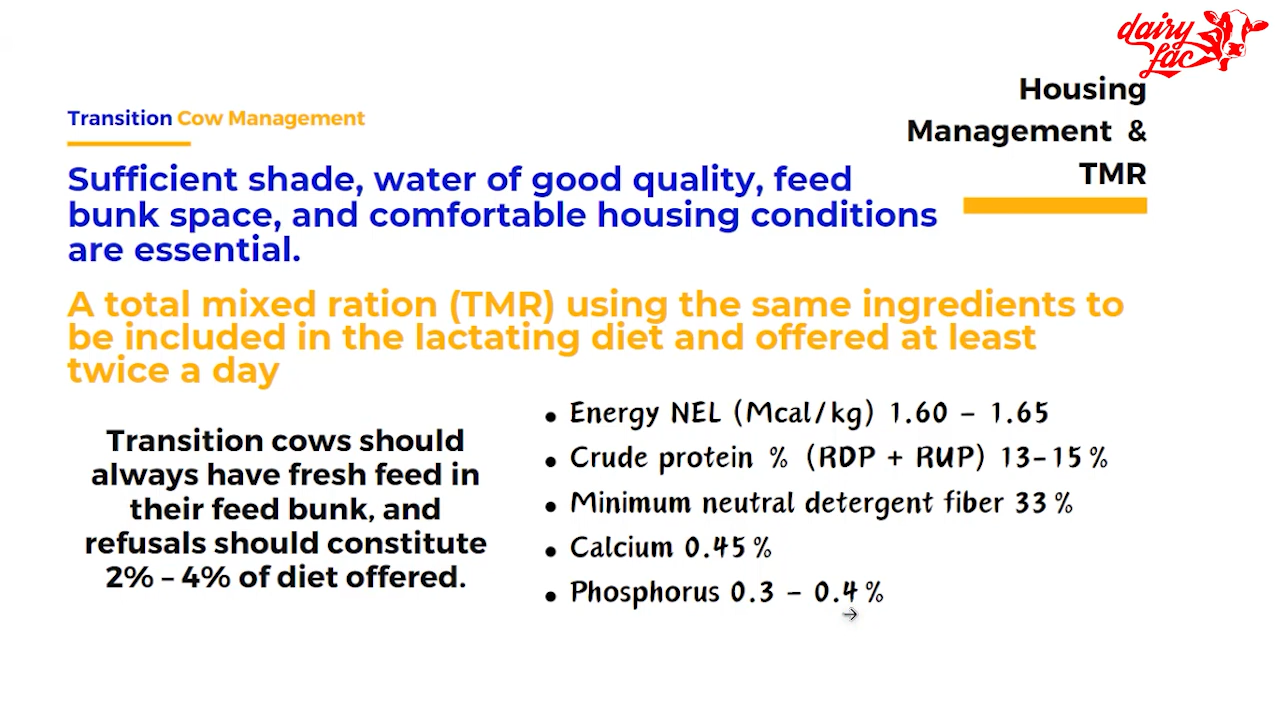 dairy
fac
Housing
Management &
TMR
Transition Cow Management
Sufficient shade, water of good quality, feed
bunk space, and comfortable housing conditions
are essential.
A total mixed ration (TMR) using the same ingredients to
be included in the lactating diet and offered at least
twice a day
Transition cows should
always have fresh feed in
their feed bunk, and
refusals should constitute
2% – 4% of diet offered.
• Energy NEL (Mcal/kg) 1.60 – 1.65
• Crude protein % (RDP + RUP) 13-15%
• Minimum neutral detergent fiber 33%
• Calcium 0.45%
• Phosphorus 0.3 – 0.4%